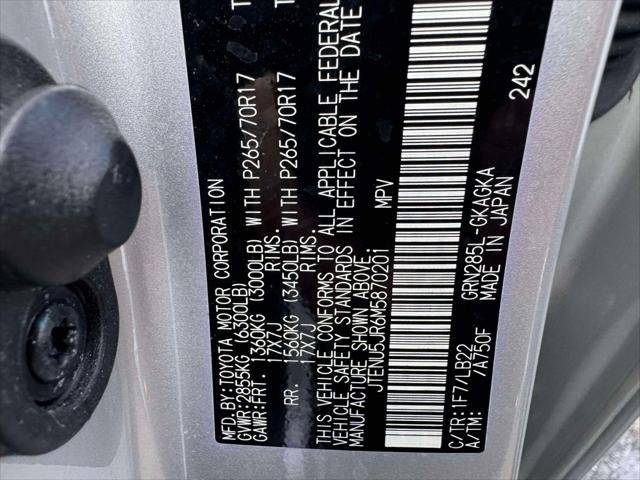 MFD.BY:TOYOTA MOTOR CORPORATION
GVWR:2855KG (6300LB)
GAWR:FRT. 1360KG (3000LB) WITH P265/70R17 T
17X7J RIMS.
RR. 1560KG (3450LB) WITH P265/70R17 T
17X7J RIMS.
THIS VEHICLE CONFORMS TO ALL APPLICABLE FEDERAL
VEHICLE SAFETY STANDARDS IN EFFECT ON THE DATE
MANUFACTURE SHOWN ABOVE.
JTENU5JR6M5870201 MPV
C/TR:1F7/LB22 GRN285L-GKAGKA
A/TM: /A750F MADE IN JAPAN
242